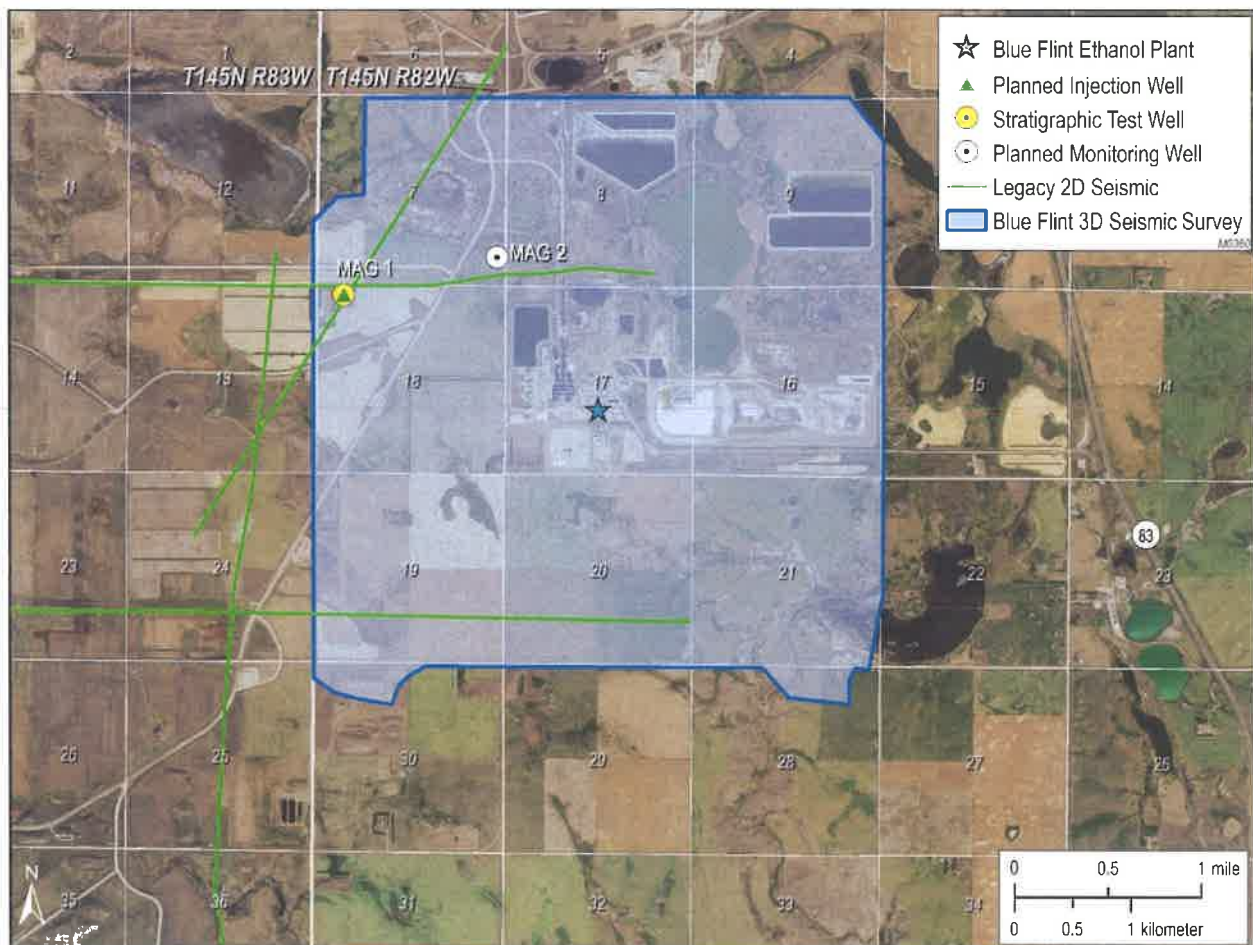 2 1 6 5 4
T145N R83W T145N R82W
Blue Flint Ethanol Plant
Planned Injection Well
Stratigraphic Test Well
Planned Monitoring Well
Legacy 2D Seismic
Blue Flint 3D Seismic Survey
11 12 7 8 9
MAG 1
MAG 2
14 13 18 17 16 15 14
83
23 24 19 20 21 22 23
26 25 30 29 28 27 26
35 36 31 32 33 34
N
0 0.5 1 mile
0 0.5 1 kilometer